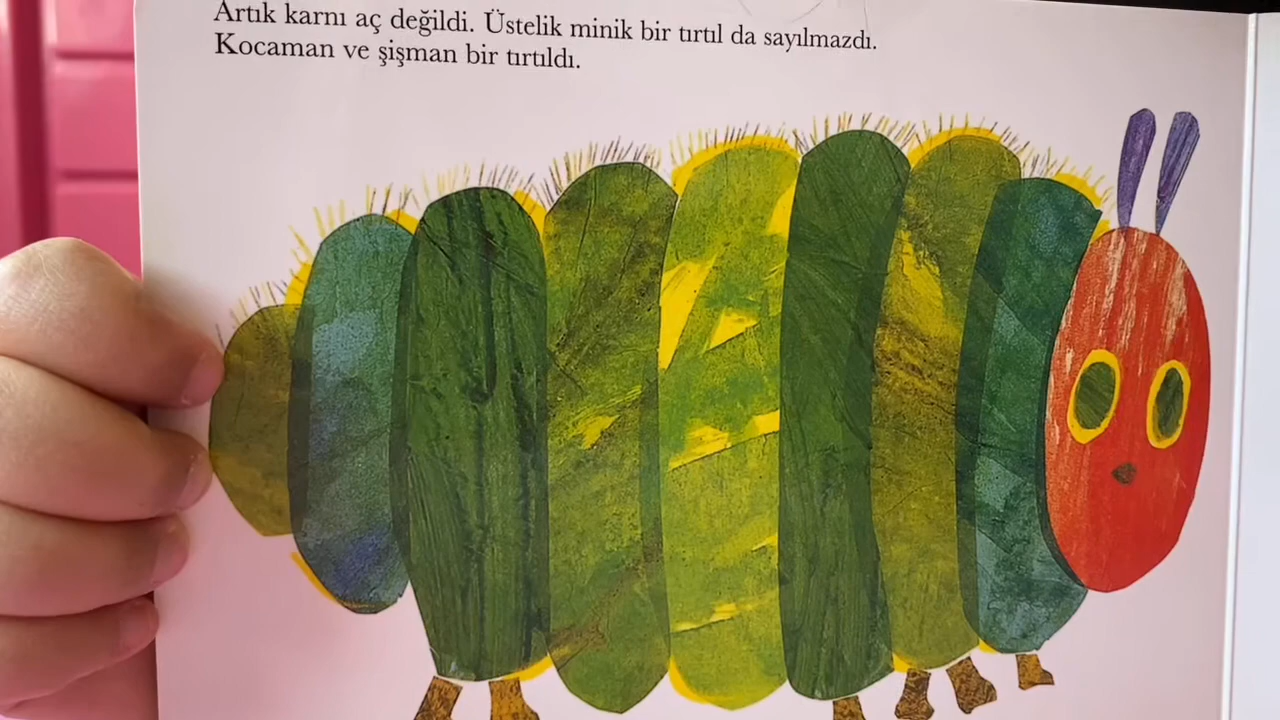 Artık karnı aç değildi. Üstelik minik bir tırtıl da sayılmazdı.
Kocaman ve şişman bir tırtıldı.